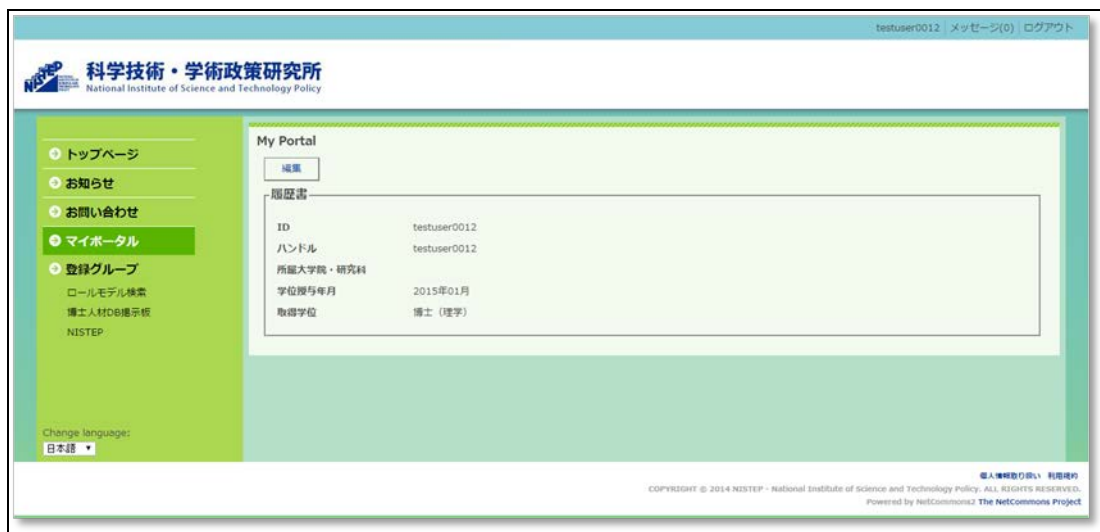 testuser0012 メッセージ(0) ログアウト
NISTEP
科学技術・学術政策研究所
National Institute of Science and Technology Policy
トップページ
お知らせ
お問い合わせ
マイポータル
登録グループ
ロールモデル検索
博士人材DB掲示板
NISTEP
Change language:
日本語
My Portal
編集
履歴書
ID testuser0012
ハンドル testuser0012
所属大学院・研究科
学位授与年月 2015年01月
取得学位 博士（理学）
個人情報取り扱い 利用規約
COPYRIGHT © 2014 NISTEP - National Institute of Science and Technology Policy. ALL RIGHTS RESERVED.
Powered by NetCommons2 The NetCommons Project